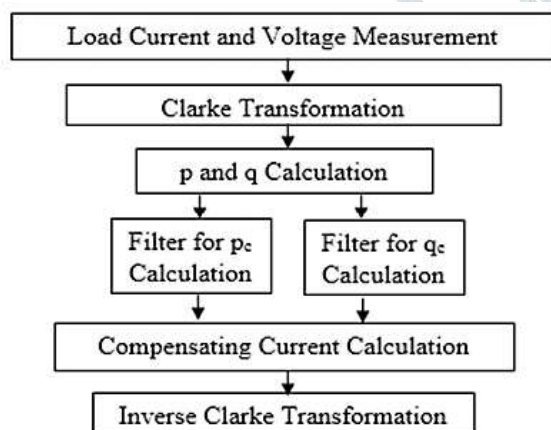 Load Current and Voltage Measurement
Clarke Transformation
p and q Calculation
Filter for pc
Calculation
Filter for qc
Calculation
Compensating Current Calculation
Inverse Clarke Transformation